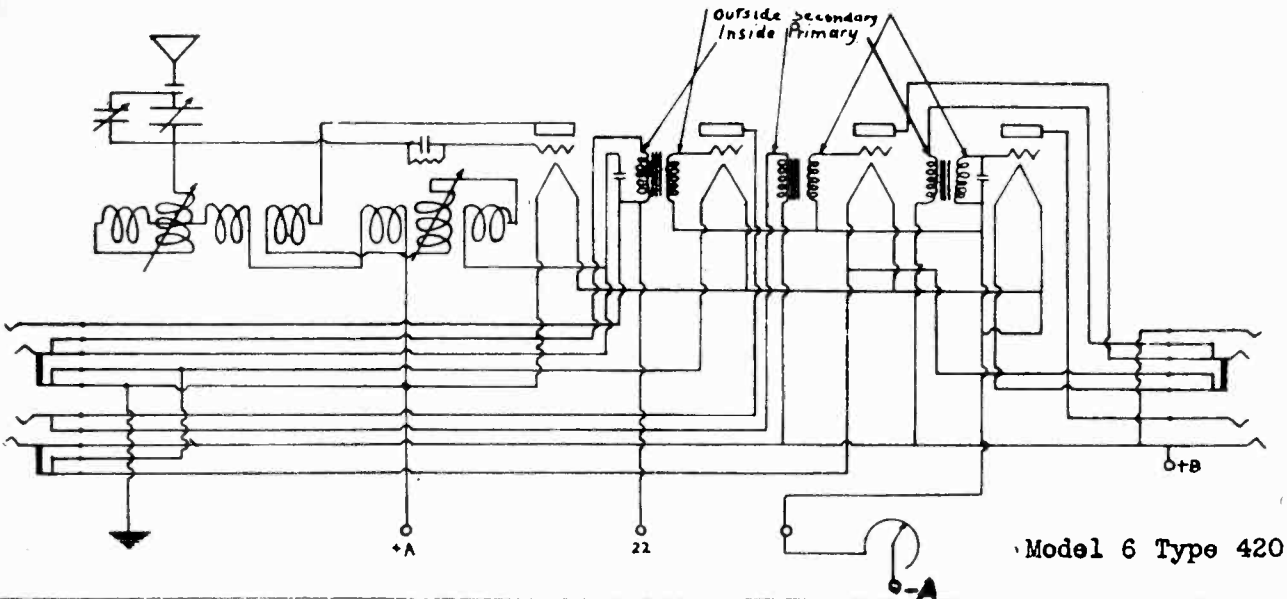 Outside Secondary
Inside Primary
+B
+A
22
Model 6 Type 420
-A